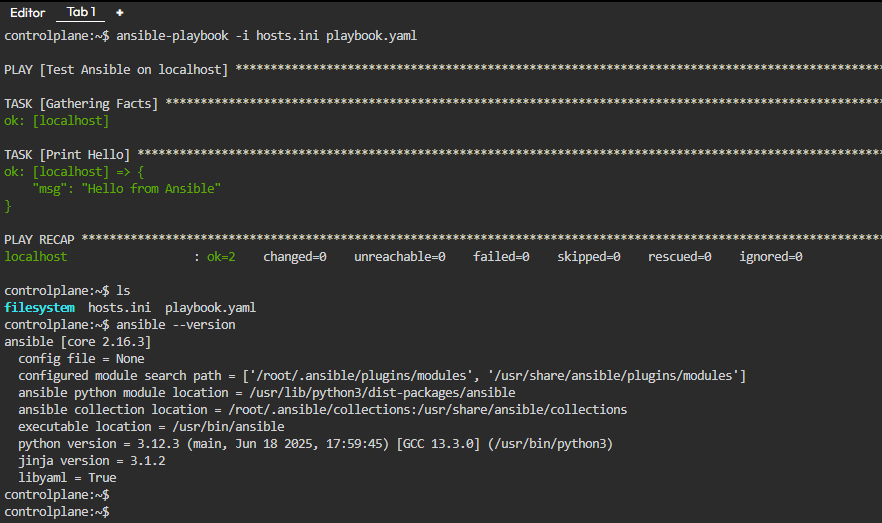 Editor Tab 1 +
controlplane:~$ ansible-playbook -i hosts.ini playbook.yaml
PLAY [Test Ansible on localhost] *********************************************************************************************
TASK [Gathering Facts] *******************************************************************************************************
ok: [localhost]
TASK [Print Hello] ***********************************************************************************************************
ok: [localhost] => {
    "msg": "Hello from Ansible"
}
PLAY RECAP *******************************************************************************************************************
localhost                  : ok=2    changed=0    unreachable=0    failed=0    skipped=0    rescued=0    ignored=0
controlplane:~$ ls
filesystem  hosts.ini  playbook.yaml
controlplane:~$ ansible --version
ansible [core 2.16.3]
  config file = None
  configured module search path = ['/root/.ansible/plugins/modules', '/usr/share/ansible/plugins/modules']
  ansible python module location = /usr/lib/python3/dist-packages/ansible
  ansible collection location = /root/.ansible/collections:/usr/share/ansible/collections
  executable location = /usr/bin/ansible
  python version = 3.12.3 (main, Jun 18 2025, 17:59:45) [GCC 13.3.0] (/usr/bin/python3)
  jinja version = 3.1.2
  libyaml = True
controlplane:~$
controlplane:~$